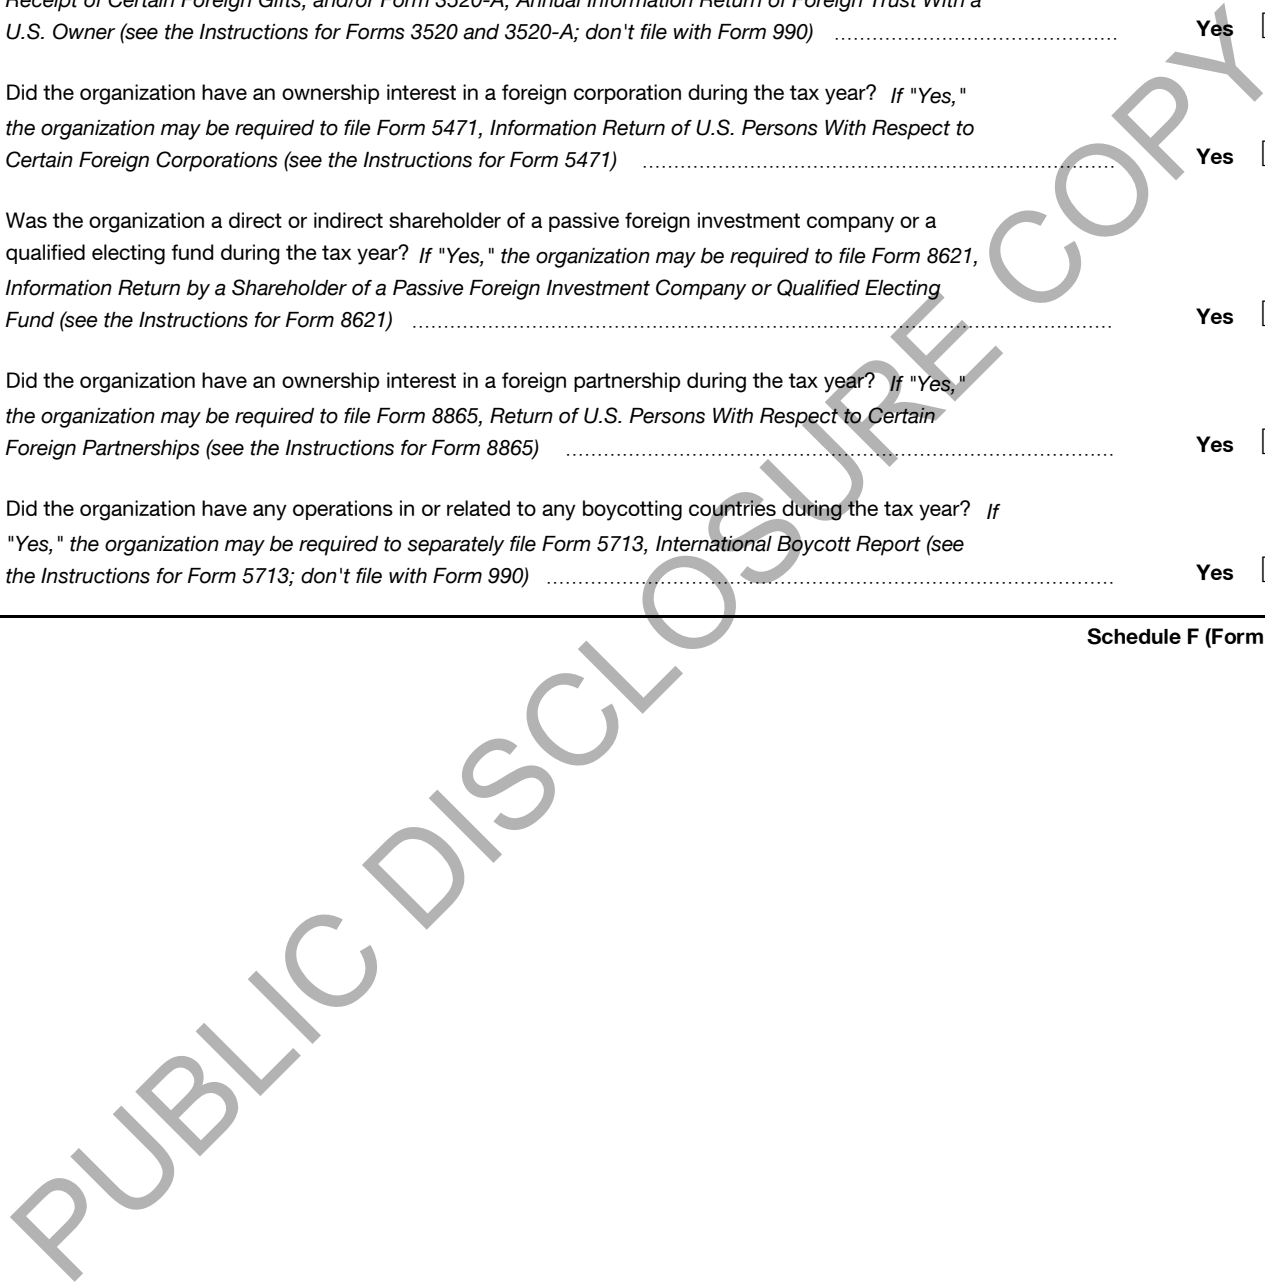 Receipt of Certain Foreign Gifts, and/or Form 3520-A, Annual Information Return of Foreign Trust With a
U.S. Owner (see the Instructions for Forms 3520 and 3520-A; don't file with Form 990) Yes
Did the organization have an ownership interest in a foreign corporation during the tax year? If "Yes,"
the organization may be required to file Form 5471, Information Return of U.S. Persons With Respect to
Certain Foreign Corporations (see the Instructions for Form 5471) Yes
Was the organization a direct or indirect shareholder of a passive foreign investment company or a
qualified electing fund during the tax year? If "Yes," the organization may be required to file Form 8621,
Information Return by a Shareholder of a Passive Foreign Investment Company or Qualified Electing
Fund (see the Instructions for Form 8621) Yes
Did the organization have an ownership interest in a foreign partnership during the tax year? If "Yes,"
the organization may be required to file Form 8865, Return of U.S. Persons With Respect to Certain
Foreign Partnerships (see the Instructions for Form 8865) Yes
Did the organization have any operations in or related to any boycotting countries during the tax year? If
"Yes," the organization may be required to separately file Form 5713, International Boycott Report (see
the Instructions for Form 5713; don't file with Form 990) Yes
Schedule F (Form
PUBLIC DISCLOSURE COPY